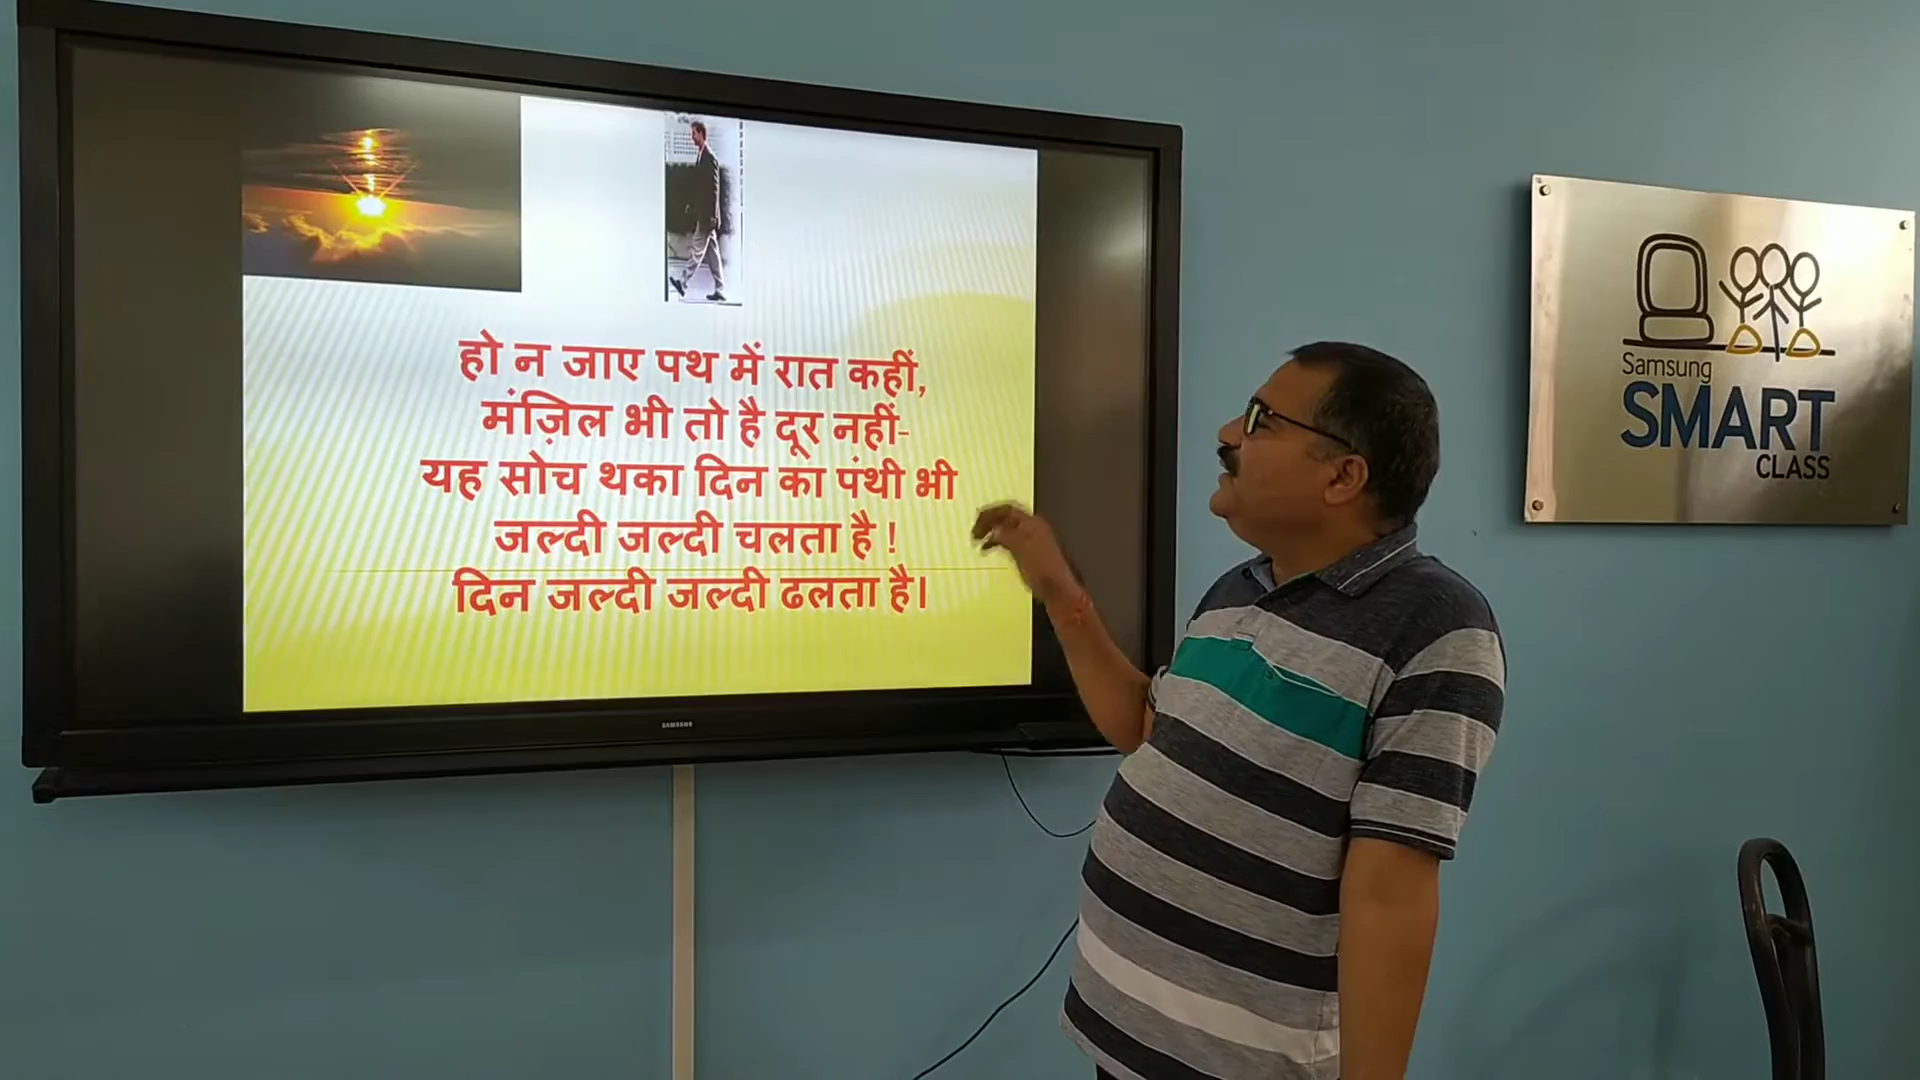 हो न जाए पथ में रात कहीं,
मंज़िल भी तो है दूर नहीं-
यह सोच थका दिन का पंथी भी
जल्दी जल्दी चलता है !
दिन जल्दी जल्दी ढलता है।
SAMSUNG
Samsung
SMART
CLASS